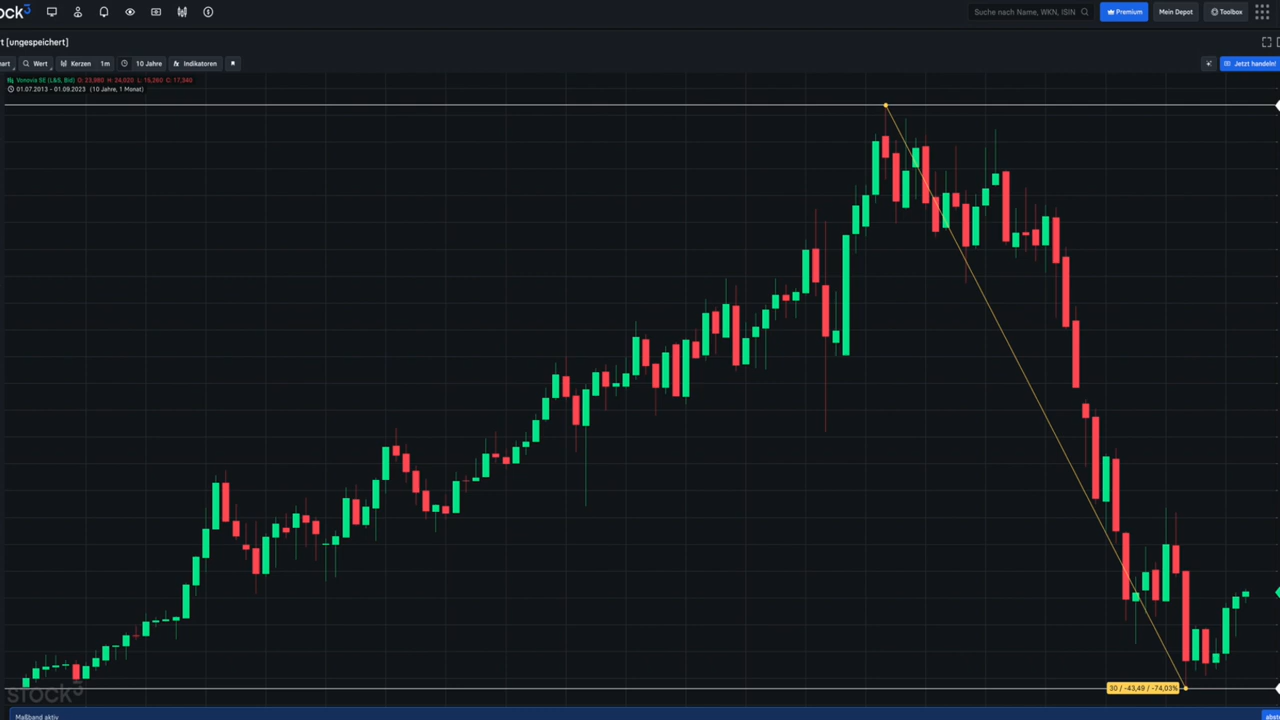 ock³
Suche nach Name, WKN, ISIN
Premium
Mein Depot
Toolbox
t [ungespeichert]
art
Wert
Kerzen
1m
10 Jahre
Indikatoren
Jetzt handeln!
Vonovia SE (L&S, Bid) O: 23,980 H: 24,020 L: 15,280 C: 17,340
01.07.2013 - 01.09.2023 (10 Jahre, 1 Monat)
30 / -43,49 / -74,03%
stock³
Maßband aktiv